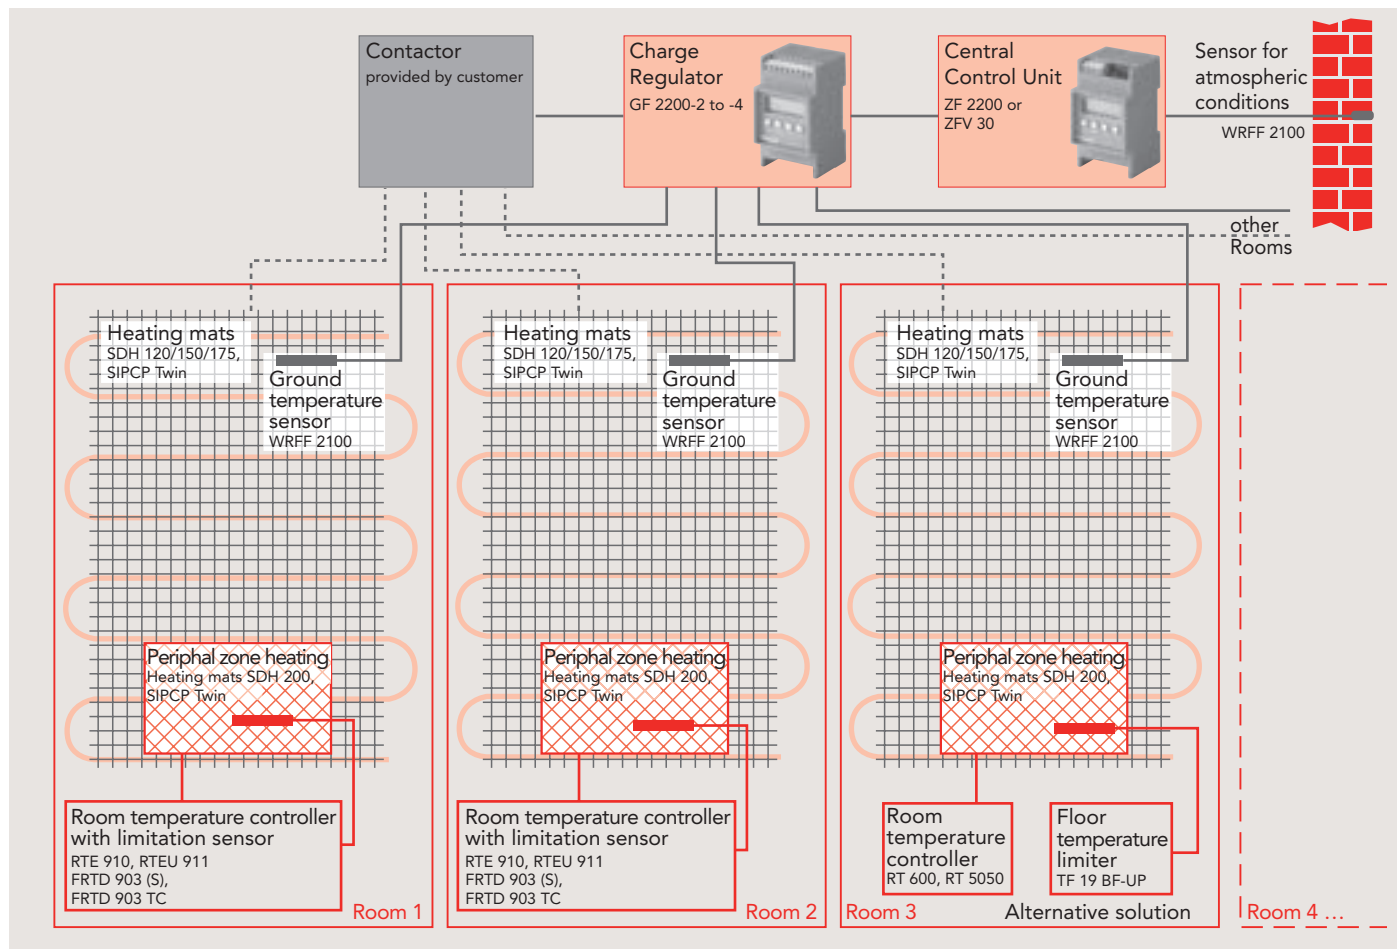 Contactor
provided by customer
Charge
Regulator
GF 2200-2 to -4
Central
Control Unit
ZF 2200 or
ZFV 30
Sensor for
atmospheric
conditions
WRFF 2100
other
Rooms
Heating mats
SDH 120/150/175,
SIPCP Twin
Ground
temperature
sensor
WRFF 2100
Periphal zone heating
Heating mats SDH 200,
SIPCP Twin
Room temperature controller
with limitation sensor
RTE 910, RTEU 911
FRTD 903 (S),
FRTD 903 TC
Room 1
Heating mats
SDH 120/150/175,
SIPCP Twin
Ground
temperature
sensor
WRFF 2100
Periphal zone heating
Heating mats SDH 200,
SIPCP Twin
Room temperature controller
with limitation sensor
RTE 910, RTEU 911
FRTD 903 (S),
FRTD 903 TC
Room 2
Heating mats
SDH 120/150/175,
SIPCP Twin
Ground
temperature
sensor
WRFF 2100
Periphal zone heating
Heating mats SDH 200,
SIPCP Twin
Room
temperature
controller
RT 600, RT 5050
Floor
temperature
limiter
TF 19 BF-UP
Room 3
Alternative solution
Room 4 ...